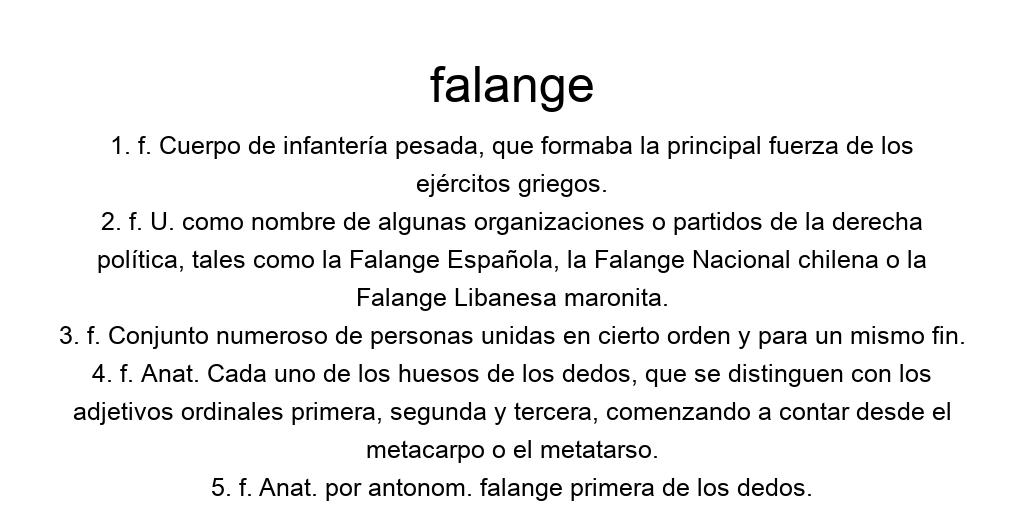 falange
1. f. Cuerpo de infantería pesada, que formaba la principal fuerza de los
ejércitos griegos.
2. f. U. como nombre de algunas organizaciones o partidos de la derecha
política, tales como la Falange Española, la Falange Nacional chilena o la
Falange Libanesa maronita.
3. f. Conjunto numeroso de personas unidas en cierto orden y para un mismo fin.
4. f. Anat. Cada uno de los huesos de los dedos, que se distinguen con los
adjetivos ordinales primera, segunda y tercera, comenzando a contar desde el
metacarpo o el metatarso.
5. f. Anat. por antonom. falange primera de los dedos.